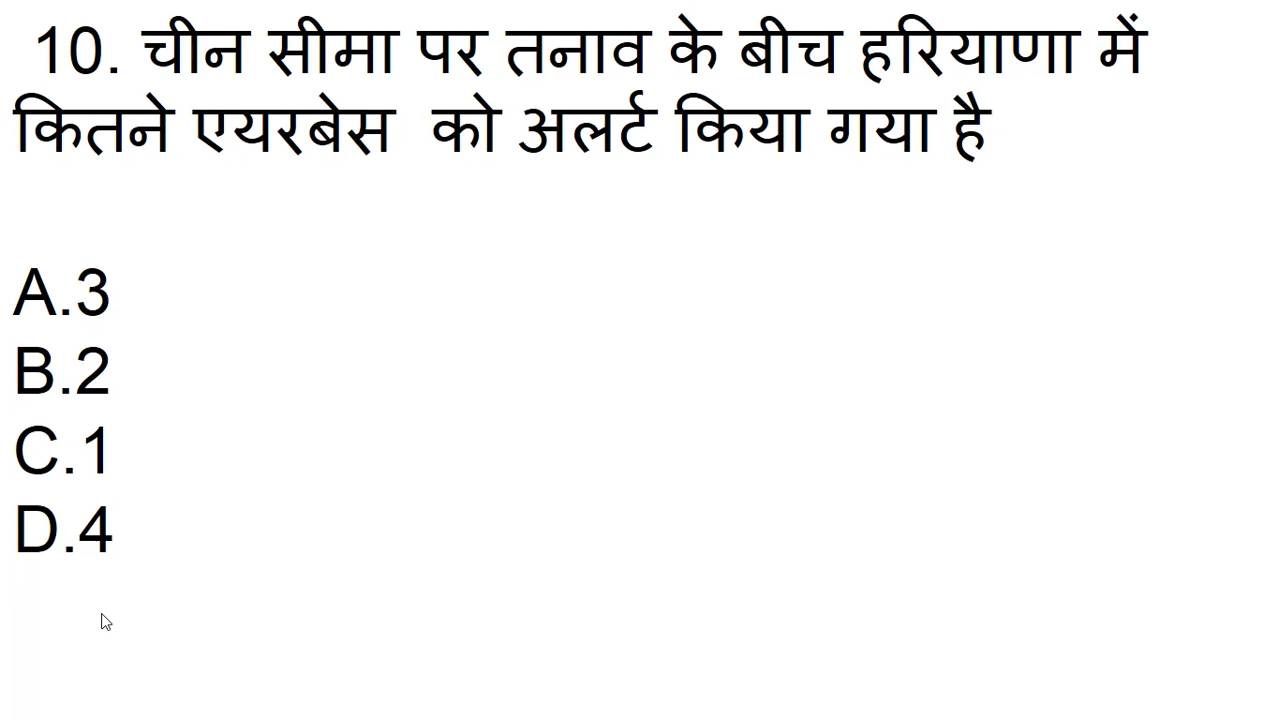 10. चीन सीमा पर तनाव के बीच हरियाणा में
कितने एयरबेस को अलर्ट किया गया है
A.3
B.2
C.1
D.4